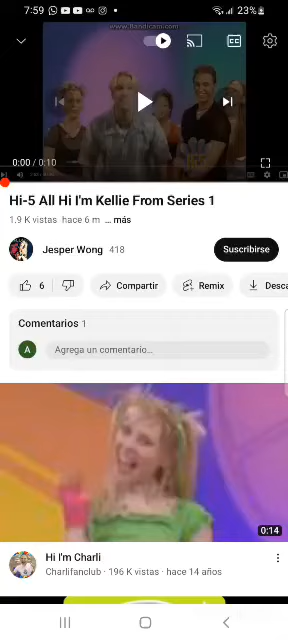 7:59
23%
www.Bandicam.com
0:00 / 0:10
Hi-5 All Hi I'm Kellie From Series 1
1.9 K vistas hace 6 m ... más
Jesper Wong 418
Suscribirse
6
Compartir
Remix
Desca
Comentarios 1
A
Agrega un comentario...
0:14
Hi I'm Charli
Charlifanclub · 196 K vistas · hace 14 años